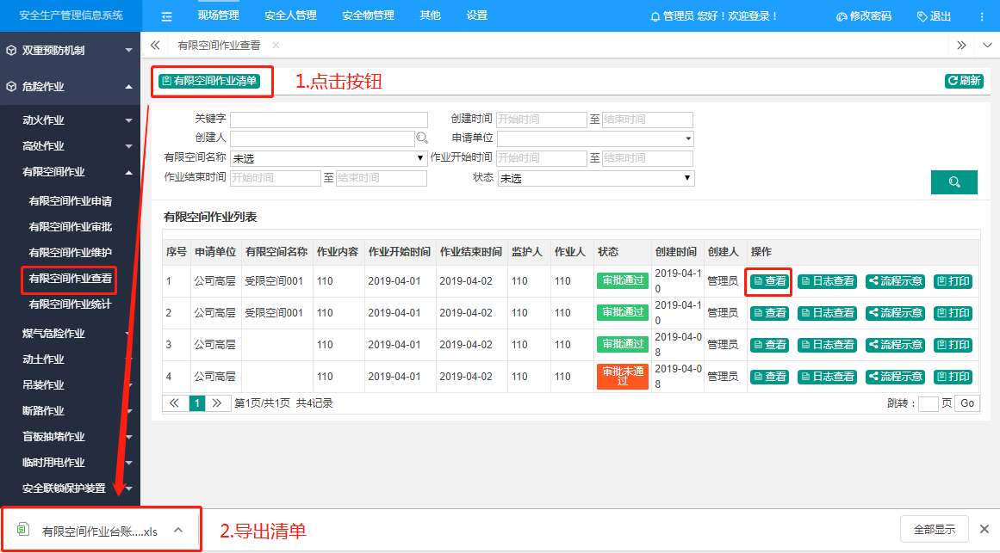 安全生产管理信息系统 现场管理 安全人管理 安全物管理 其他 设置 管理员 您好！欢迎登录！ 修改密码 退出
双重预防机制
危险作业
动火作业
高处作业
有限空间作业
有限空间作业申请
有限空间作业审批
有限空间作业维护
有限空间作业查看
有限空间作业统计
煤气危险作业
动土作业
吊装作业
断路作业
盲板抽堵作业
临时用电作业
安全联锁保护装置
有限空间作业查看
有限空间作业清单 1.点击按钮 刷新
关键字 创建时间 开始时间 至 结束时间
创建人 申请单位
有限空间名称 未选 作业开始时间 开始时间 至 结束时间
作业结束时间 开始时间 至 结束时间 状态 未选
有限空间作业列表
序号 申请单位 有限空间名称 作业内容 作业开始时间 作业结束时间 监护人 作业人 状态 创建时间 创建人 操作
1 公司高层 受限空间001 110 2019-04-01 2019-04-02 110 110 审批通过 2019-04-10 管理员 查看 日志查看 流程示意 打印
2 公司高层 受限空间001 110 2019-04-01 2019-04-02 110 110 审批通过 2019-04-10 管理员 查看 日志查看 流程示意 打印
3 公司高层 110 2019-04-01 2019-04-02 110 110 审批通过 2019-04-08 管理员 查看 日志查看 流程示意 打印
4 公司高层 110 2019-04-01 2019-04-02 110 110 审批未通过 2019-04-08 管理员 查看 日志查看 流程示意 打印
1 第1页/共1页 共4记录 跳转： 页 Go
有限空间作业台账....xls 2.导出清单 全部显示